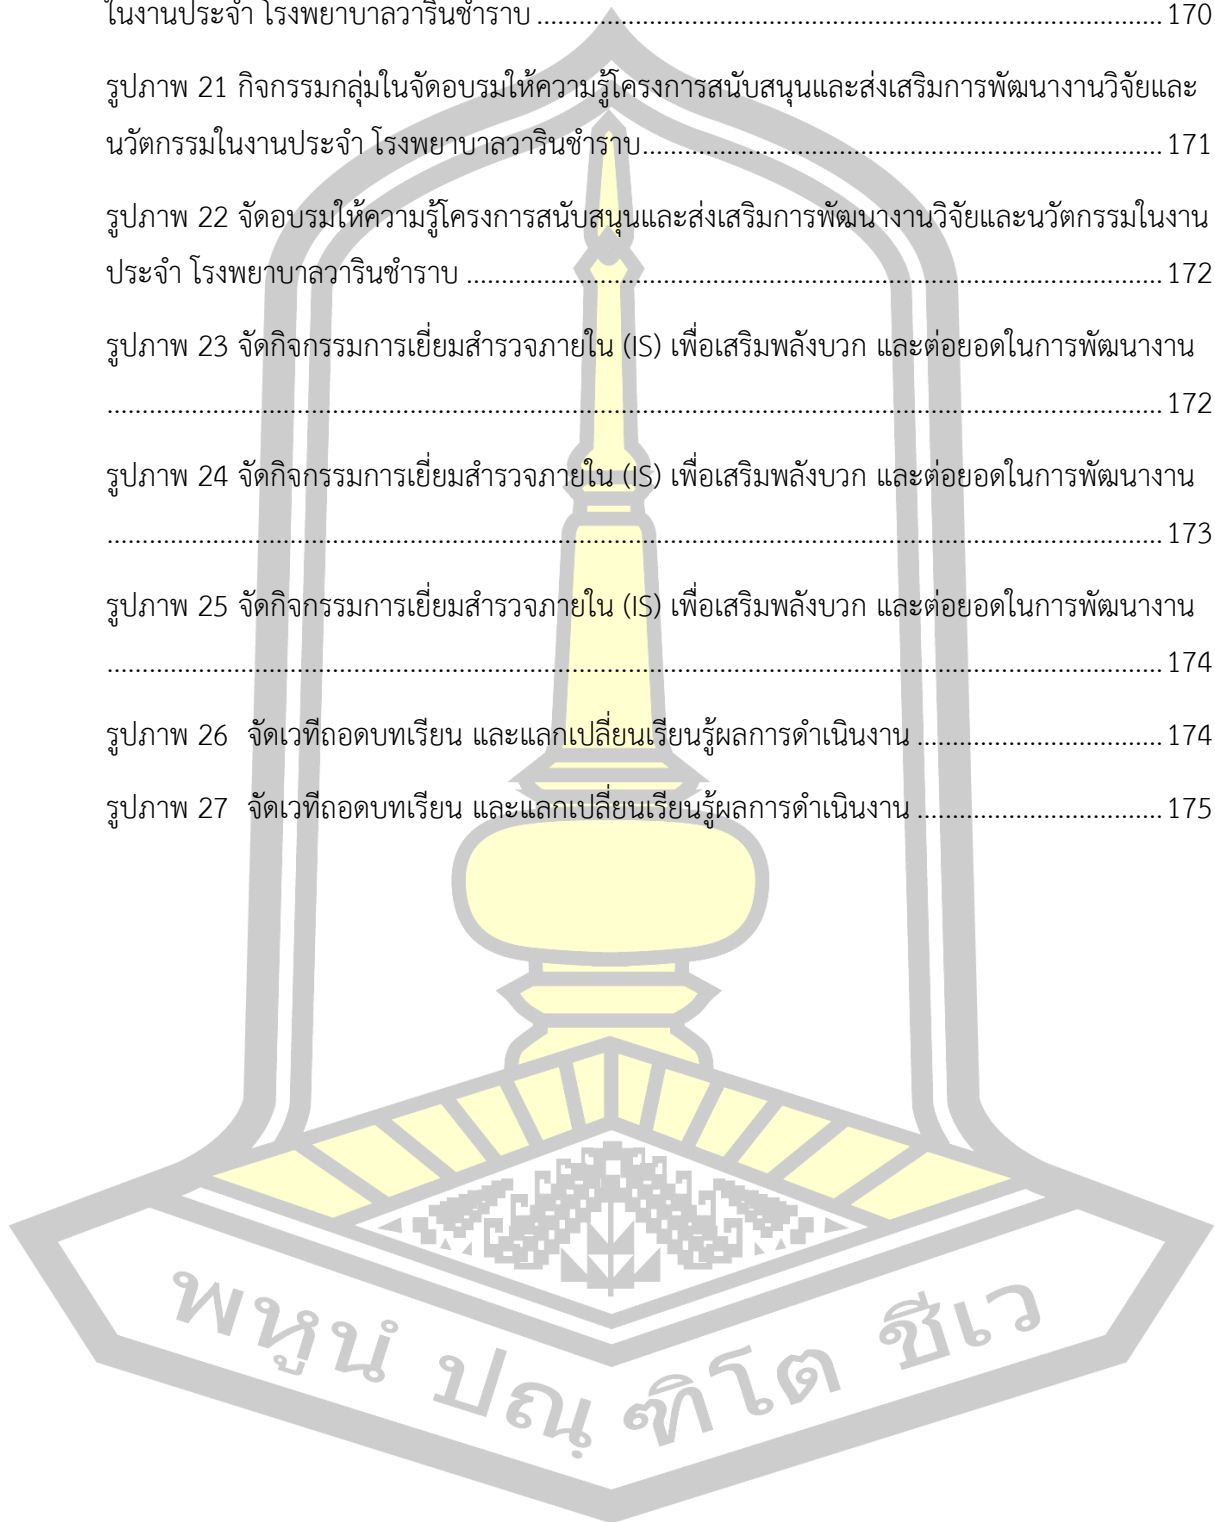 ในงานประจำ โรงพยาบาลวารินชำราบ ......................................................................................... 170
รูปภาพ 21 กิจกรรมกลุ่มในจัดอบรมให้ความรู้โครงการสนับสนุนและส่งเสริมการพัฒนางานวิจัยและ
นวัตกรรมในงานประจำ โรงพยาบาลวารินชำราบ.......................................................................... 171
รูปภาพ 22 จัดอบรมให้ความรู้โครงการสนับสนุนและส่งเสริมการพัฒนางานวิจัยและนวัตกรรมในงาน
ประจำ โรงพยาบาลวารินชำราบ ................................................................................................... 172
รูปภาพ 23 จัดกิจกรรมการเยี่ยมสำรวจภายใน (IS) เพื่อเสริมพลังบวก และต่อยอดในการพัฒนางาน
....................................................................................................................................................... 172
รูปภาพ 24 จัดกิจกรรมการเยี่ยมสำรวจภายใน (IS) เพื่อเสริมพลังบวก และต่อยอดในการพัฒนางาน
....................................................................................................................................................... 173
รูปภาพ 25 จัดกิจกรรมการเยี่ยมสำรวจภายใน (IS) เพื่อเสริมพลังบวก และต่อยอดในการพัฒนางาน
....................................................................................................................................................... 174
รูปภาพ 26  จัดเวทีถอดบทเรียน และแลกเปลี่ยนเรียนรู้ผลการดำเนินงาน ................................... 174
รูปภาพ 27  จัดเวทีถอดบทเรียน และแลกเปลี่ยนเรียนรู้ผลการดำเนินงาน ................................... 175
พหูนํ ปณฺฑิโต ชีเว